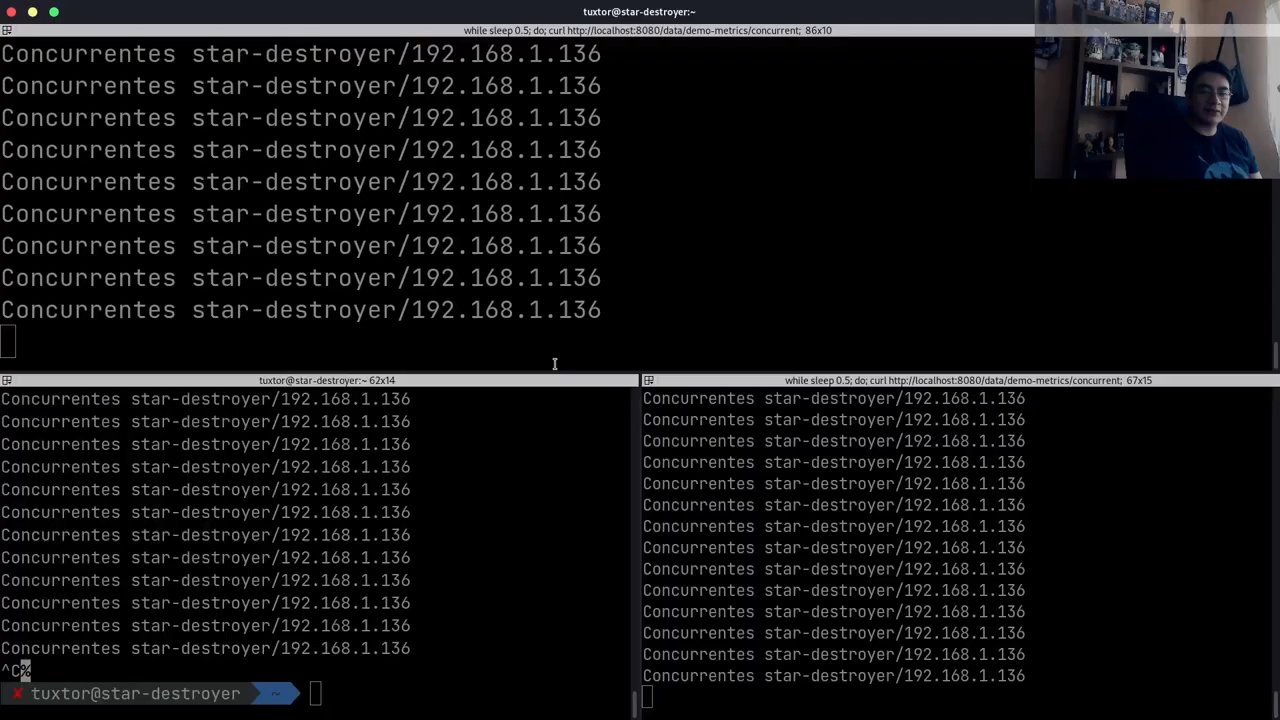 tuxtor@star-destroyer:~
while sleep 0.5; do; curl http://localhost:8080/data/demo-metrics/concurrent; 86x10
Concurrentes star-destroyer/192.168.1.136
Concurrentes star-destroyer/192.168.1.136
Concurrentes star-destroyer/192.168.1.136
Concurrentes star-destroyer/192.168.1.136
Concurrentes star-destroyer/192.168.1.136
Concurrentes star-destroyer/192.168.1.136
Concurrentes star-destroyer/192.168.1.136
Concurrentes star-destroyer/192.168.1.136
Concurrentes star-destroyer/192.168.1.136
tuxtor@star-destroyer:~ 62x14
Concurrentes star-destroyer/192.168.1.136
Concurrentes star-destroyer/192.168.1.136
Concurrentes star-destroyer/192.168.1.136
Concurrentes star-destroyer/192.168.1.136
Concurrentes star-destroyer/192.168.1.136
Concurrentes star-destroyer/192.168.1.136
Concurrentes star-destroyer/192.168.1.136
Concurrentes star-destroyer/192.168.1.136
Concurrentes star-destroyer/192.168.1.136
Concurrentes star-destroyer/192.168.1.136
Concurrentes star-destroyer/192.168.1.136
Concurrentes star-destroyer/192.168.1.136
^C%
✘ tuxtor@star-destroyer ~
while sleep 0.5; do; curl http://localhost:8080/data/demo-metrics/concurrent; 67x15
Concurrentes star-destroyer/192.168.1.136
Concurrentes star-destroyer/192.168.1.136
Concurrentes star-destroyer/192.168.1.136
Concurrentes star-destroyer/192.168.1.136
Concurrentes star-destroyer/192.168.1.136
Concurrentes star-destroyer/192.168.1.136
Concurrentes star-destroyer/192.168.1.136
Concurrentes star-destroyer/192.168.1.136
Concurrentes star-destroyer/192.168.1.136
Concurrentes star-destroyer/192.168.1.136
Concurrentes star-destroyer/192.168.1.136
Concurrentes star-destroyer/192.168.1.136
Concurrentes star-destroyer/192.168.1.136
Concurrentes star-destroyer/192.168.1.136